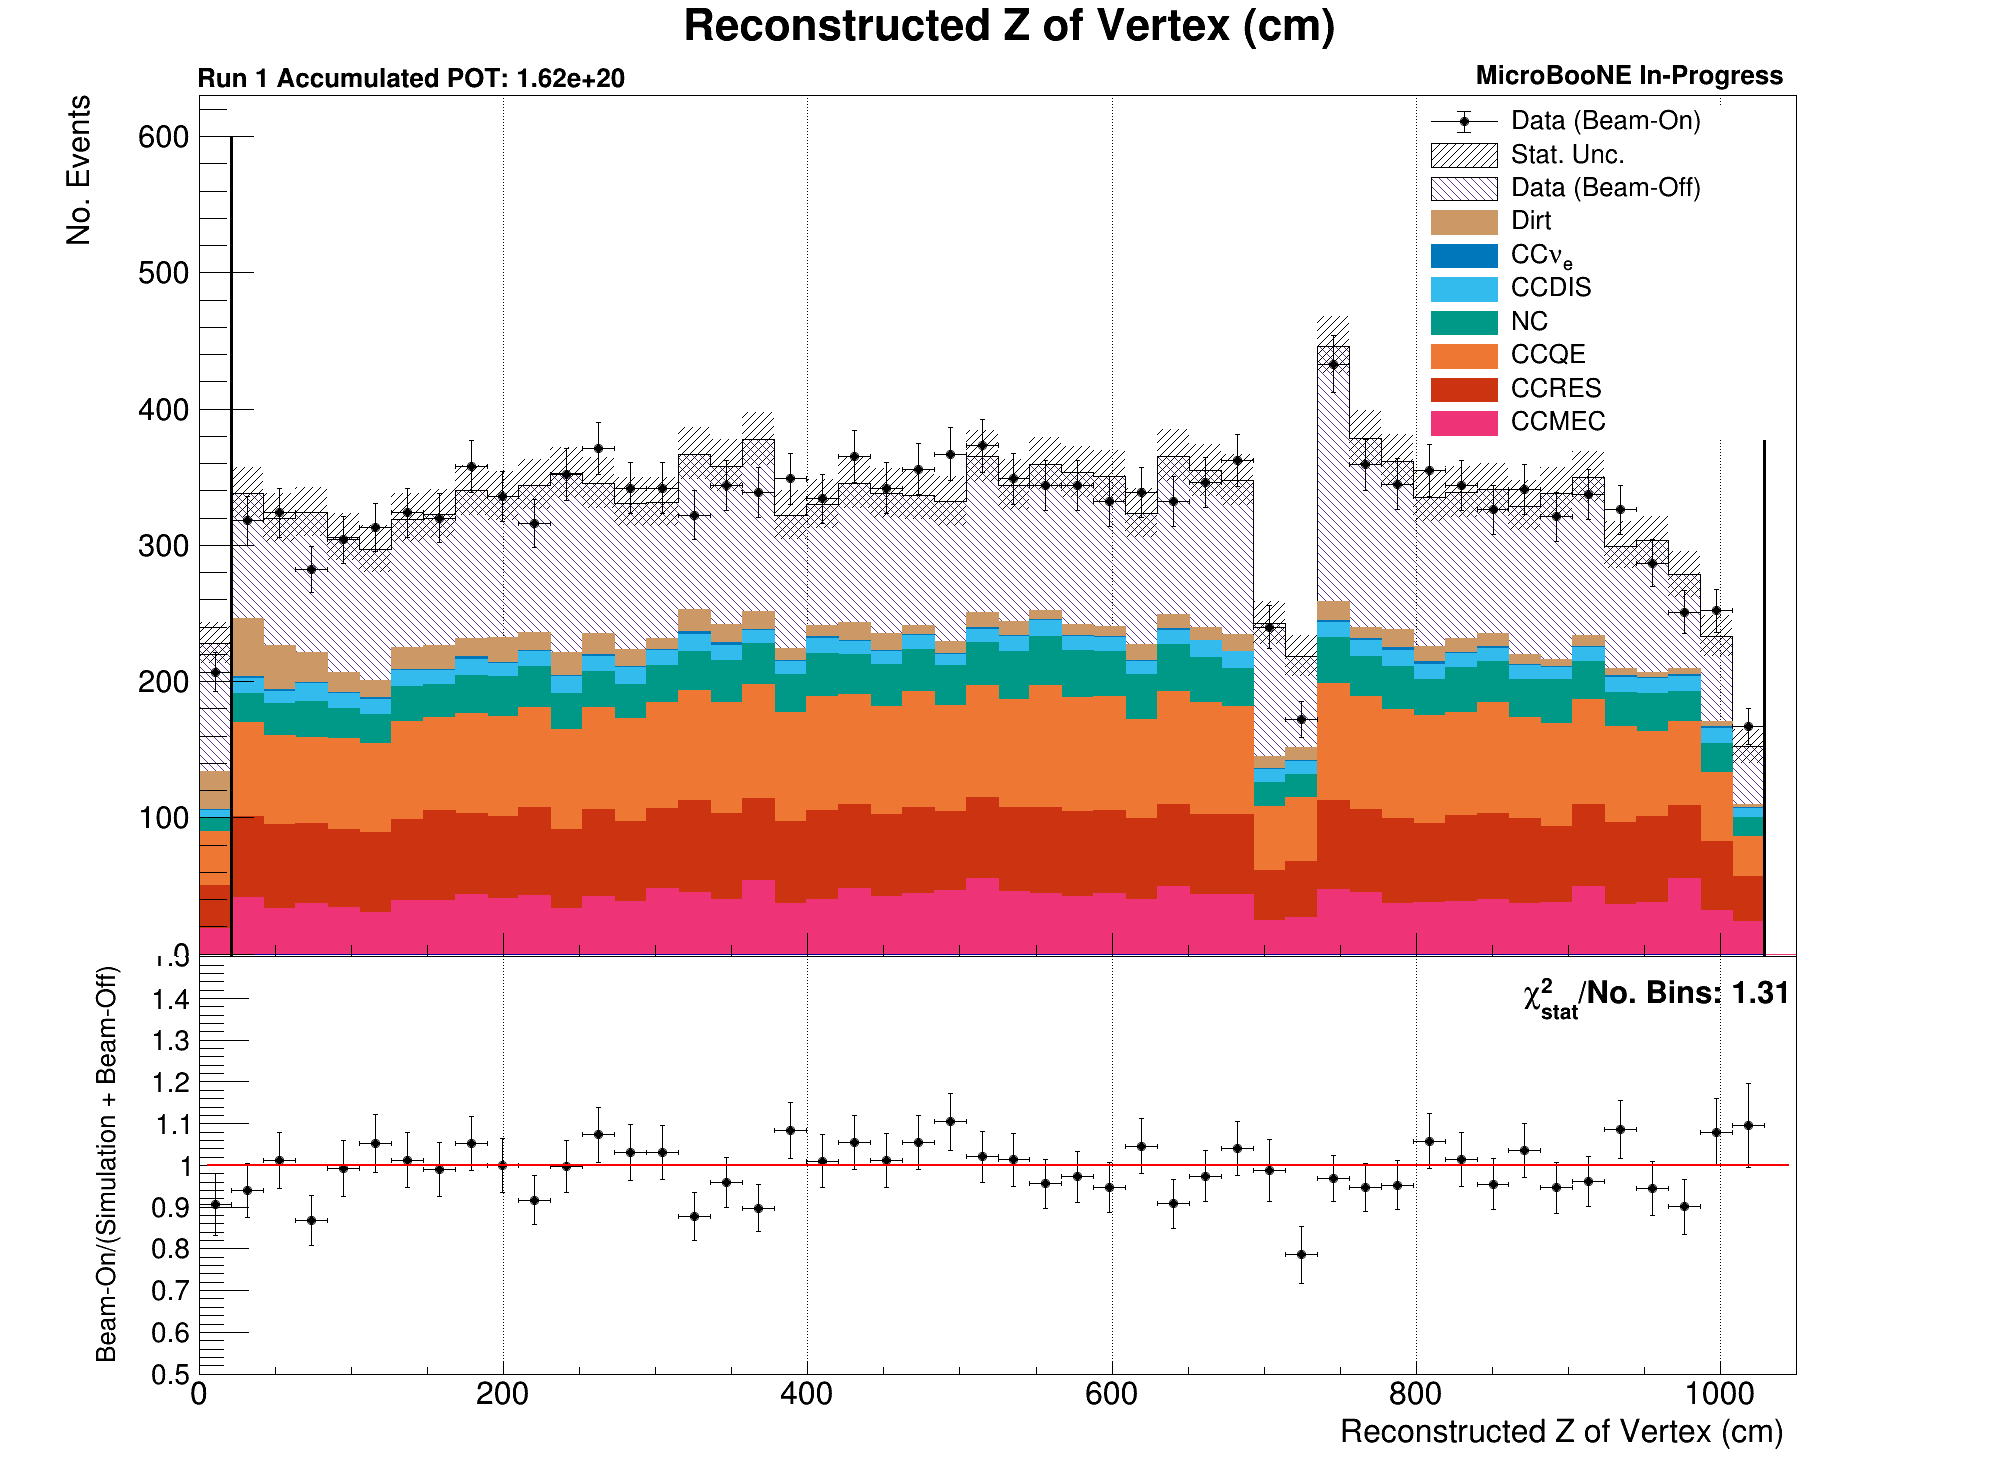 Reconstructed Z of Vertex (cm)
Run 1 Accumulated POT: 1.62e+20
MicroBooNE In-Progress
No. Events
600
500
400
300
200
100
0
Data (Beam-On)
Stat. Unc.
Data (Beam-Off)
Dirt
CCνe
CCDIS
NC
CCQE
CCRES
CCMEC
Beam-On/(Simulation + Beam-Off)
χ²stat/No. Bins: 1.31
1.4
1.3
1.2
1.1
1
0.9
0.8
0.7
0.6
0.5
0 200 400 600 800 1000
Reconstructed Z of Vertex (cm)